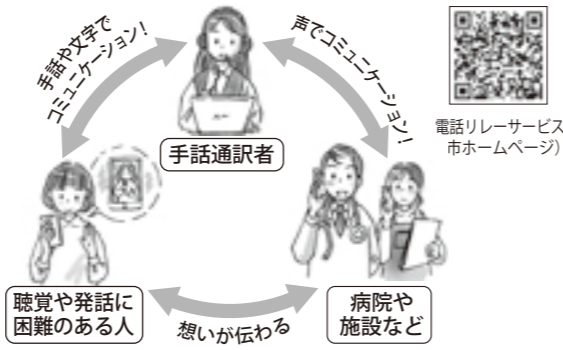 手話や文字で
コミュニケーション!
声でコミュニケーション!
手話通訳者
電話リレーサービス
市ホームページ)
聴覚や発話に
困難のある人
想いが伝わる
病院や
施設など